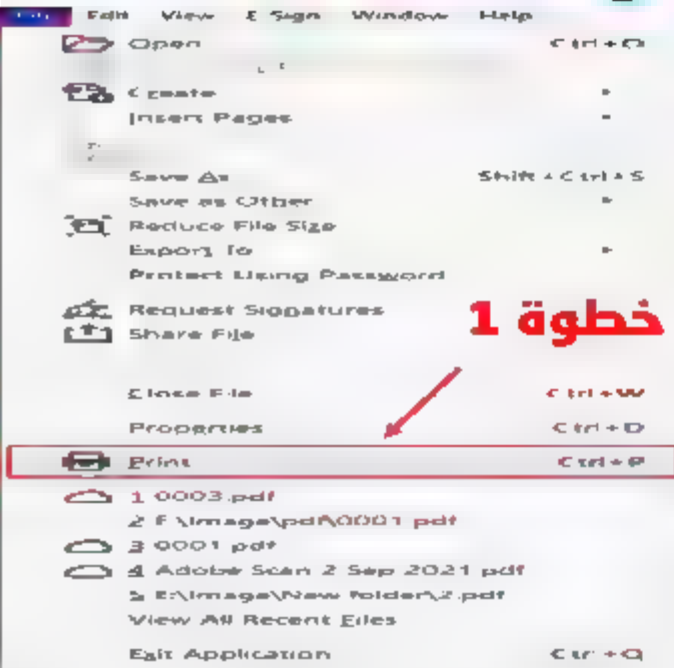 File Edit View E Sign Window Help
Open Ctrl+O
Create
Insert Pages
Save As Shift+Ctrl+S
Save as Other
Reduce File Size
Export To
Protect Using Password
Request Signatures
Share File
خطوة 1
Close File Ctrl+W
Properties Ctrl+D
Print Ctrl+P
1 0003.pdf
2 E:\Image\pdf\0001.pdf
3 0001.pdf
4 Adobe Scan 2 Sep 2021.pdf
5 E:\Image\New folder\2.pdf
View All Recent Files
Exit Application Ctrl+Q